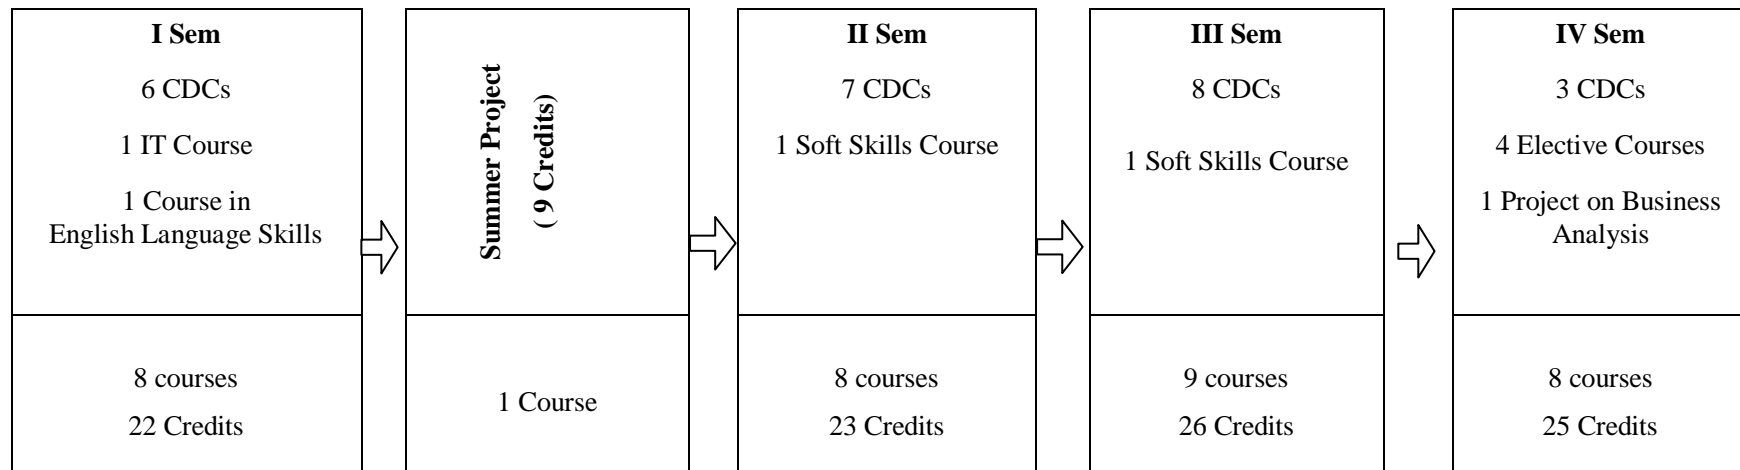 I Sem
6 CDCs
1 IT Course
1 Course in
English Language Skills
8 courses
22 Credits
Summer Project
( 9 Credits)
1 Course
II Sem
7 CDCs
1 Soft Skills Course
8 courses
23 Credits
III Sem
8 CDCs
1 Soft Skills Course
9 courses
26 Credits
IV Sem
3 CDCs
4 Elective Courses
1 Project on Business
Analysis
8 courses
25 Credits